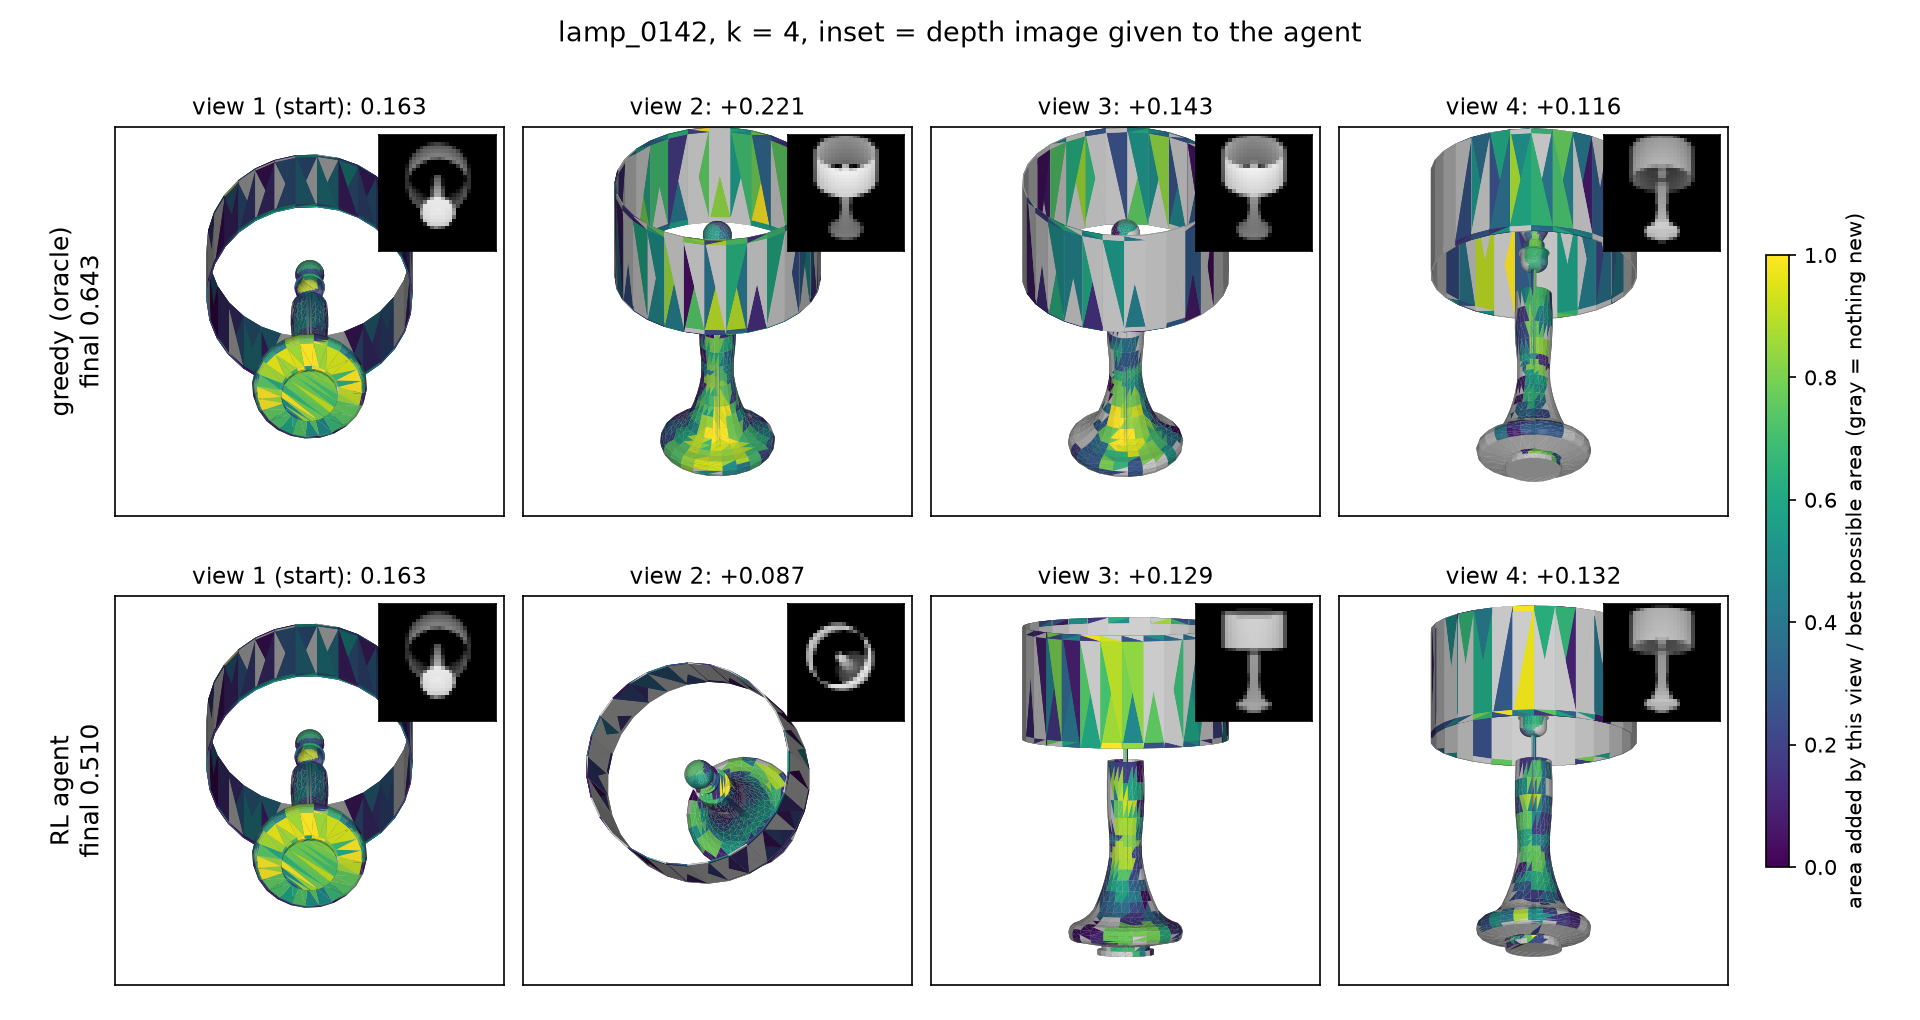 lamp_0142, k = 4, inset = depth image given to the agent
view 1 (start): 0.163
view 2: +0.221
view 3: +0.143
view 4: +0.116
greedy (oracle)
final 0.643
view 1 (start): 0.163
view 2: +0.087
view 3: +0.129
view 4: +0.132
RL agent
final 0.510
1.0
0.8
0.6
0.4
0.2
0.0
area added by this view / best possible area (gray = nothing new)